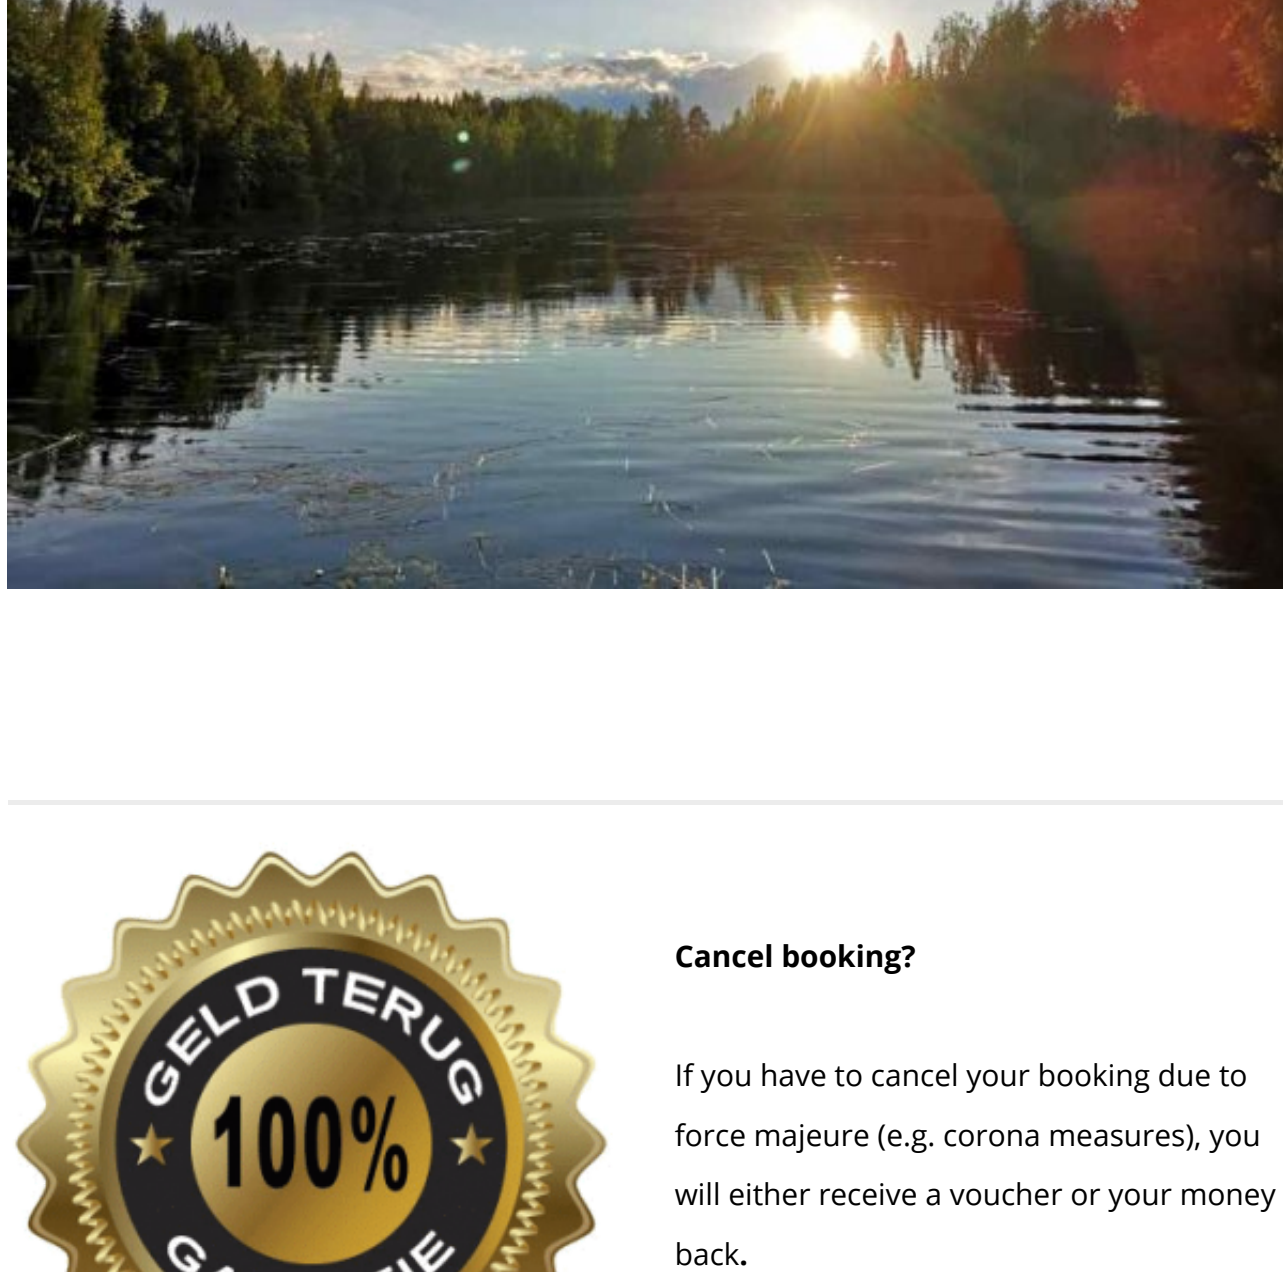 GELD TERUG
100%
Cancel booking?
If you have to cancel your booking due to
force majeure (e.g. corona measures), you
will either receive a voucher or your money
back.